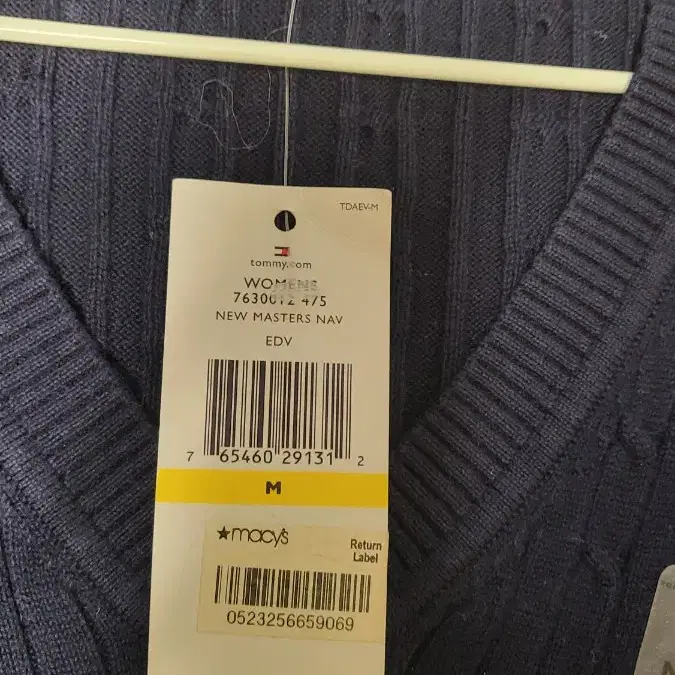 TDAEV-M
tommy.com
WOMENS
7630012 475
NEW MASTERS NAV
EDV
7 65460 29131 2
M
★macy's
Return
Label
0523256659069